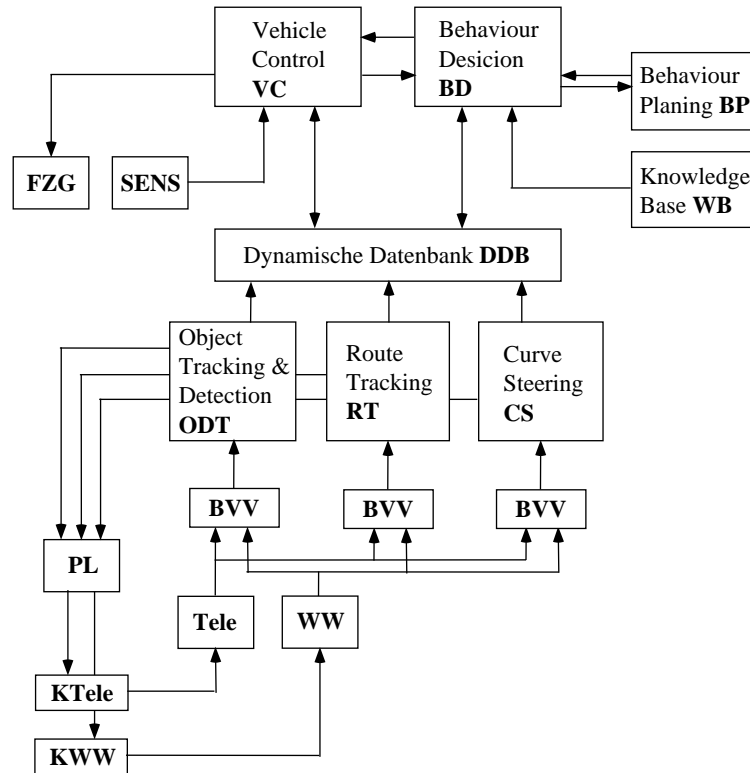 Vehicle
Control
VC
Behaviour
Desicion
BD
Behaviour
Planing BP
FZG
SENS
Knowledge
Base WB
Dynamische Datenbank DDB
Object
Tracking &
Detection
ODT
Route
Tracking
RT
Curve
Steering
CS
BVV
BVV
BVV
PL
Tele
WW
KTele
KWW